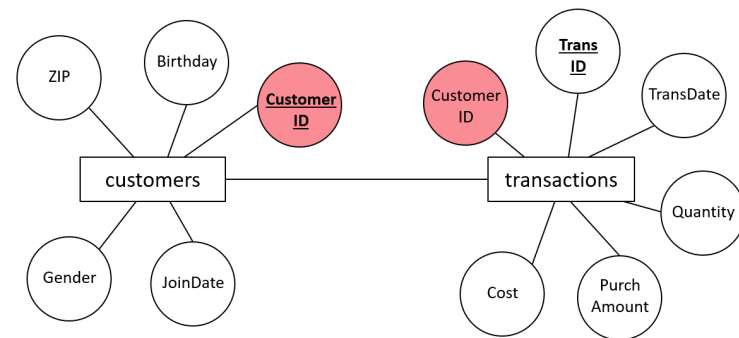 ZIP
Birthday
Customer
ID
customers
Gender
JoinDate
Customer
ID
Trans
ID
TransDate
transactions
Quantity
Cost
Purch
Amount